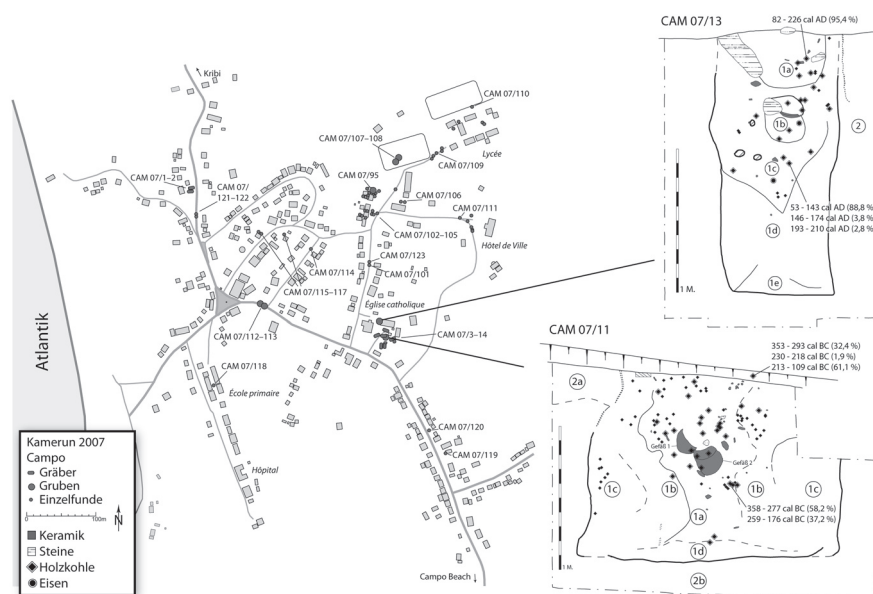 CAM 07/13
82 - 226 cal AD (95,4 %)
1a
1b
1c
2
53 - 143 cal AD (88,8 %
146 - 174 cal AD (3,8 %
193 - 210 cal AD (2,8 %
1d
1e
1 M.
Kribi
CAM 07/110
CAM 07/107–108
Lycée
CAM 07/109
CAM 07/1–2
CAM 07/
121–122
CAM 07/95
CAM 07/106
CAM 07/111
CAM 07/102–105
Hôtel de Ville
CAM 07/123
CAM 07/114
CAM 07/101
CAM 07/115–117
Église catholique
CAM 07/112–113
CAM 07/3–14
Atlantik
CAM 07/118
École primaire
CAM 07/120
CAM 07/119
Hôpital
Campo Beach
CAM 07/11
353 - 293 cal BC (32,4 %)
230 - 218 cal BC (1,9 %)
213 - 109 cal BC (61,1 %)
2a
Gefäß 1
Gefäß 2
1c
1b
1b
1c
358 - 277 cal BC (58,2 %)
259 - 176 cal BC (37,2 %)
1a
1d
2b
1 M.
Kamerun 2007
Campo
Gräber
Gruben
Einzelfunde
0
100m
N
Keramik
Steine
Holzkohle
Eisen